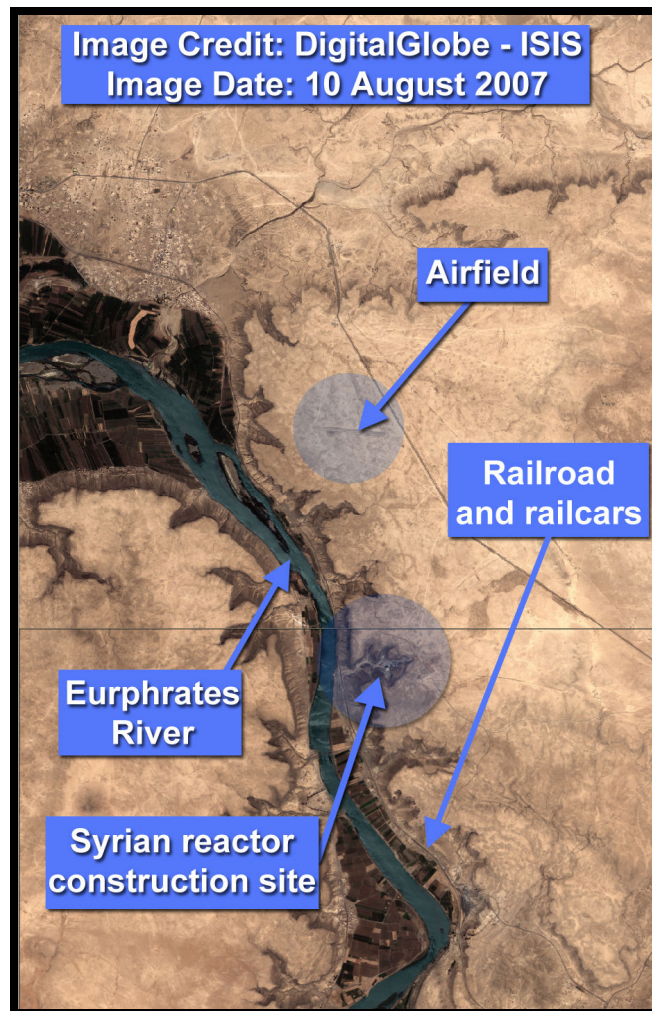 Image Credit: DigitalGlobe - ISIS
Image Date: 10 August 2007
Airfield
Railroad
and railcars
Eurphrates
River
Syrian reactor
construction site